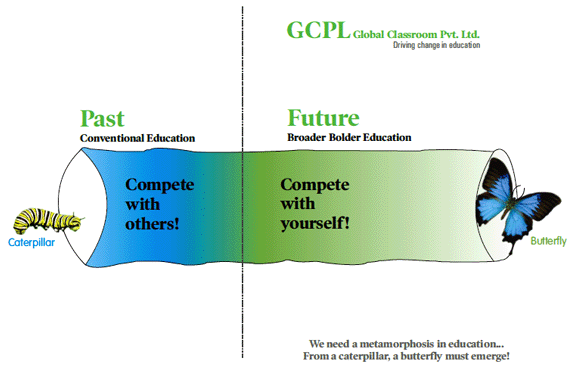 GCPL Global Classroom Pvt. Ltd.
Driving change in education
Past
Conventional Education
Future
Broader Bolder Education
Compete
with
others!
Compete
with
yourself!
Caterpillar
Butterfly
We need a metamorphosis in education...
From a caterpillar, a butterfly must emerge!